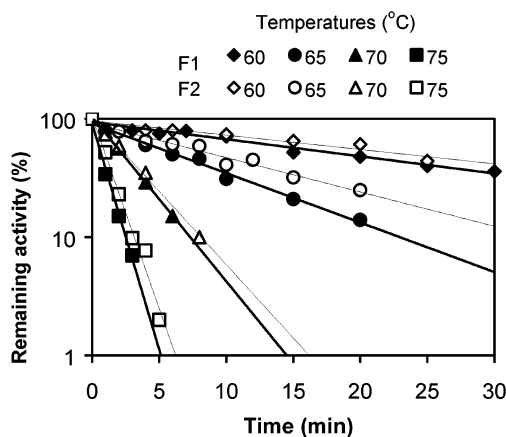 Temperatures (°C)
F1 ◆ 60 ● 65 ▲ 70 ■ 75
F2 ◇ 60 ○ 65 △ 70 □ 75
Remaining activity (%)
100
10
1
0 5 10 15 20 25 30
Time (min)